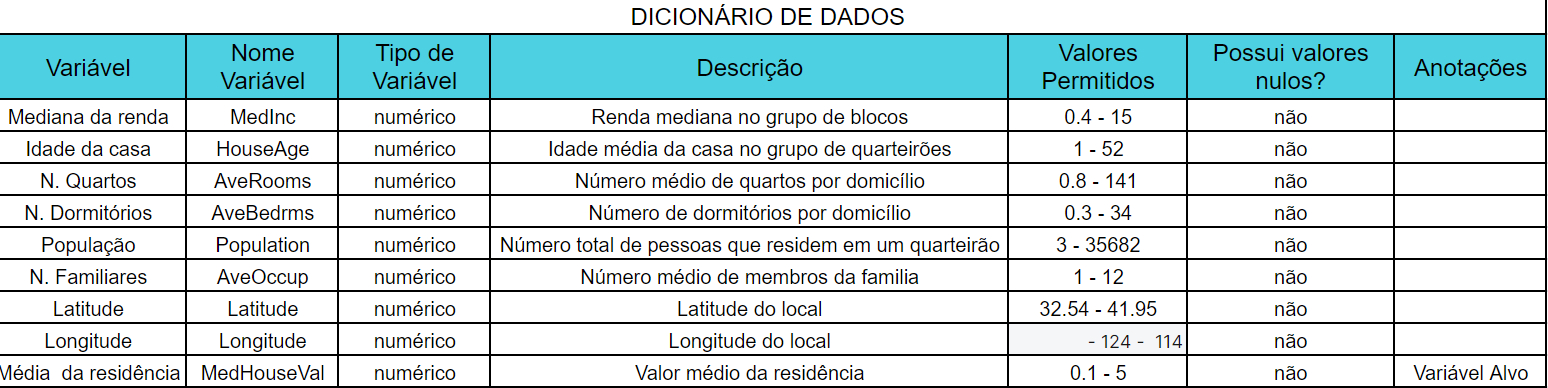 DICIONÁRIO DE DADOS
Variável Nome Variável Tipo de Variável Descrição Valores Permitidos Possui valores nulos? Anotações
Mediana da renda MedInc numérico Renda mediana no grupo de blocos 0.4 - 15 não
Idade da casa HouseAge numérico Idade média da casa no grupo de quarteirões 1 - 52 não
N. Quartos AveRooms numérico Número médio de quartos por domicílio 0.8 - 141 não
N. Dormitórios AveBedrms numérico Número de dormitórios por domicílio 0.3 - 34 não
População Population numérico Número total de pessoas que residem em um quarteirão 3 - 35682 não
N. Familiares AveOccup numérico Número médio de membros da familia 1 - 12 não
Latitude Latitude numérico Latitude do local 32.54 - 41.95 não
Longitude Longitude numérico Longitude do local - 124 - 114 não
Média da residência MedHouseVal numérico Valor médio da residência 0.1 - 5 não Variável Alvo